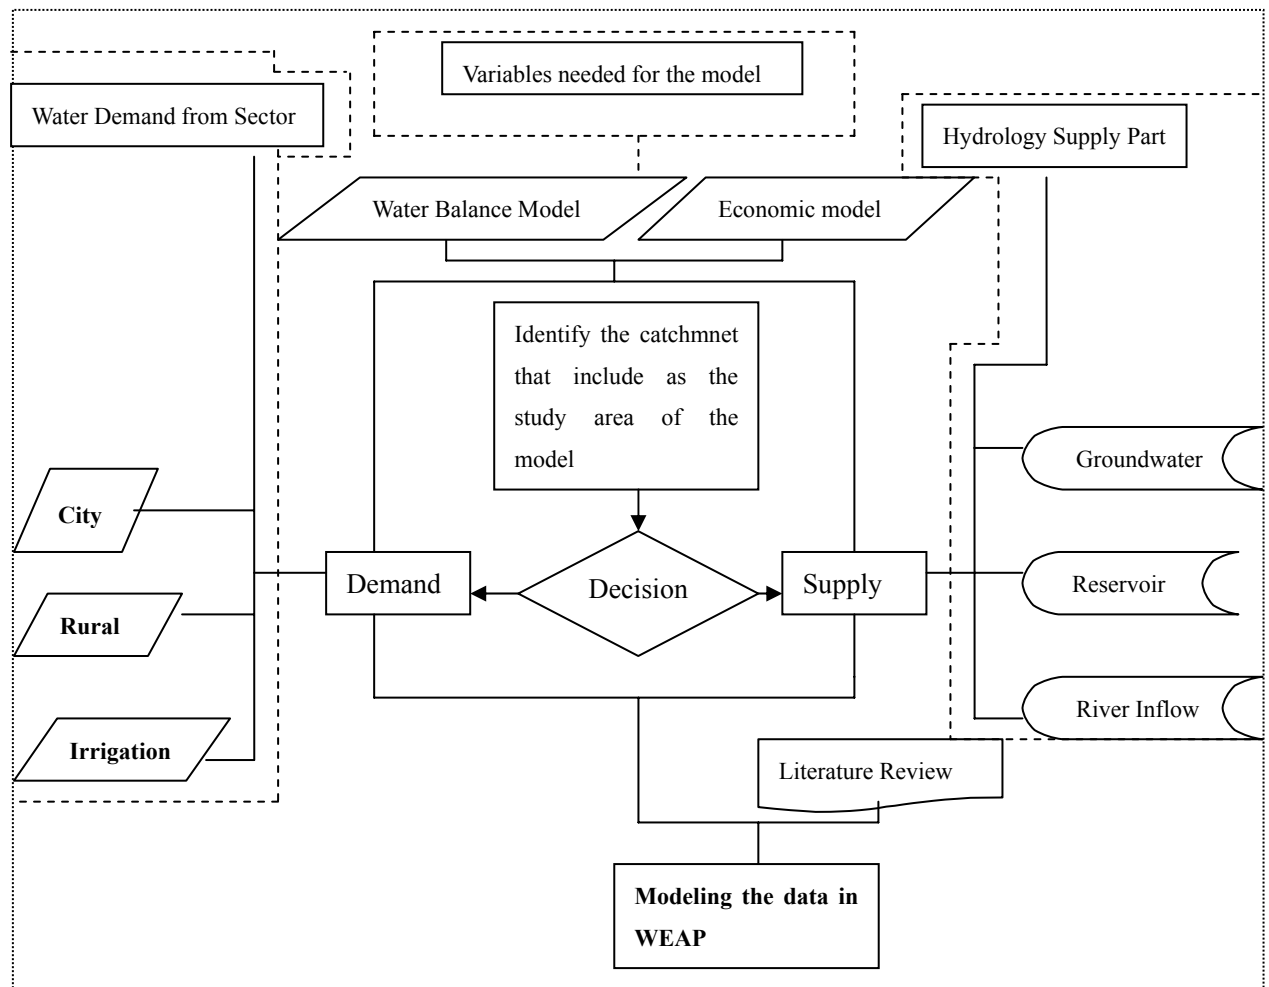 Variables needed for the model
Water Demand from Sector
Hydrology Supply Part
Water Balance Model
Economic model
Identify the catchmnet
that include as the
study area of the
model
City
Rural
Irrigation
Demand
Decision
Supply
Groundwater
Reservoir
River Inflow
Literature Review
Modeling the data in
WEAP